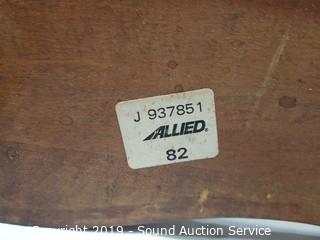 J 937851
ALLIED®
82
Copyright 2019 - Sound Auction Service